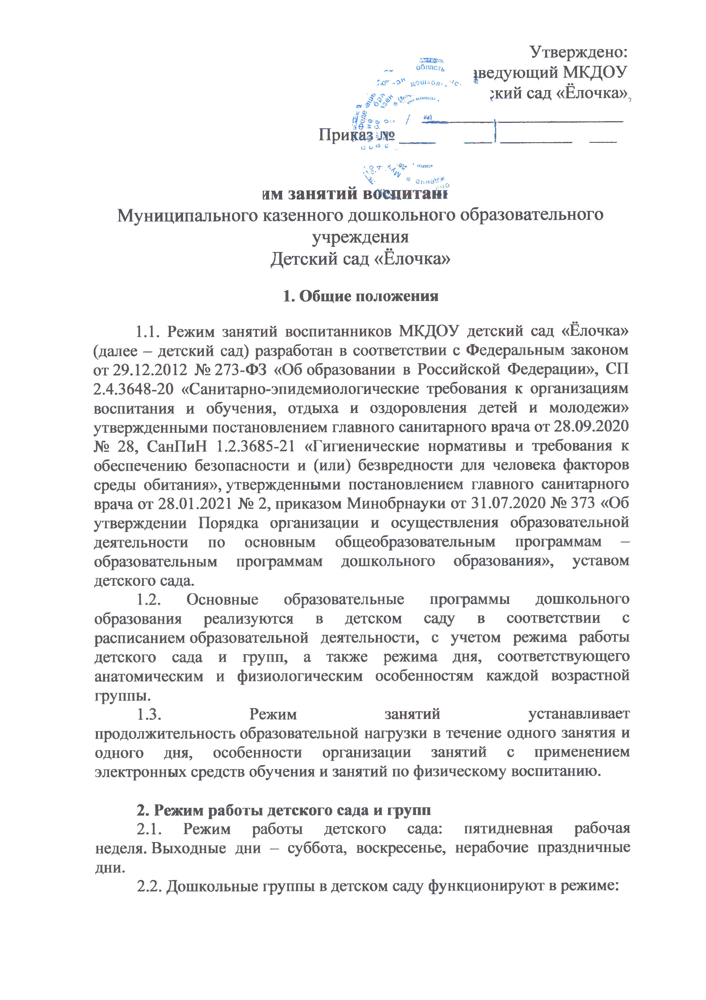 Утверждено:
аведующий МКДОУ
ский сад «Ёлочка»
Приказ №
им занятий воспитан
Муниципального казенного дошкольного образовательного
учреждения
Детский сад «Ёлочка»
1. Общие положения
1.1. Режим занятий воспитанников МКДОУ детский сад «Ёлочка»
(далее – детский сад) разработан в соответствии с Федеральным законом
от 29.12.2012 № 273-ФЗ «Об образовании в Российской Федерации», СП
2.4.3648-20 «Санитарно-эпидемиологические требования к организациям
воспитания и обучения, отдыха и оздоровления детей и молодежи»
утвержденными постановлением главного санитарного врача от 28.09.2020
№ 28, СанПиН 1.2.3685-21 «Гигиенические нормативы и требования к
обеспечению безопасности и (или) безвредности для человека факторов
среды обитания», утвержденными постановлением главного санитарного
врача от 28.01.2021 № 2, приказом Минобрнауки от 31.07.2020 № 373 «Об
утверждении Порядка организации и осуществления образовательной
деятельности по основным общеобразовательным программам –
образовательным программам дошкольного образования», уставом
детского сада.
1.2. Основные образовательные программы дошкольного
образования реализуются в детском саду в соответствии с
расписанием образовательной деятельности, с учетом режима работы
детского сада и групп, а также режима дня, соответствующего
анатомическим и физиологическим особенностям каждой возрастной
группы.
1.3. Режим занятий устанавливает
продолжительность образовательной нагрузки в течение одного занятия и
одного дня, особенности организации занятий с применением
электронных средств обучения и занятий по физическому воспитанию.
2. Режим работы детского сада и групп
2.1. Режим работы детского сада: пятидневная рабочая
неделя. Выходные дни – суббота, воскресенье, нерабочие праздничные
дни.
2.2. Дошкольные группы в детском саду функционируют в режиме:
область